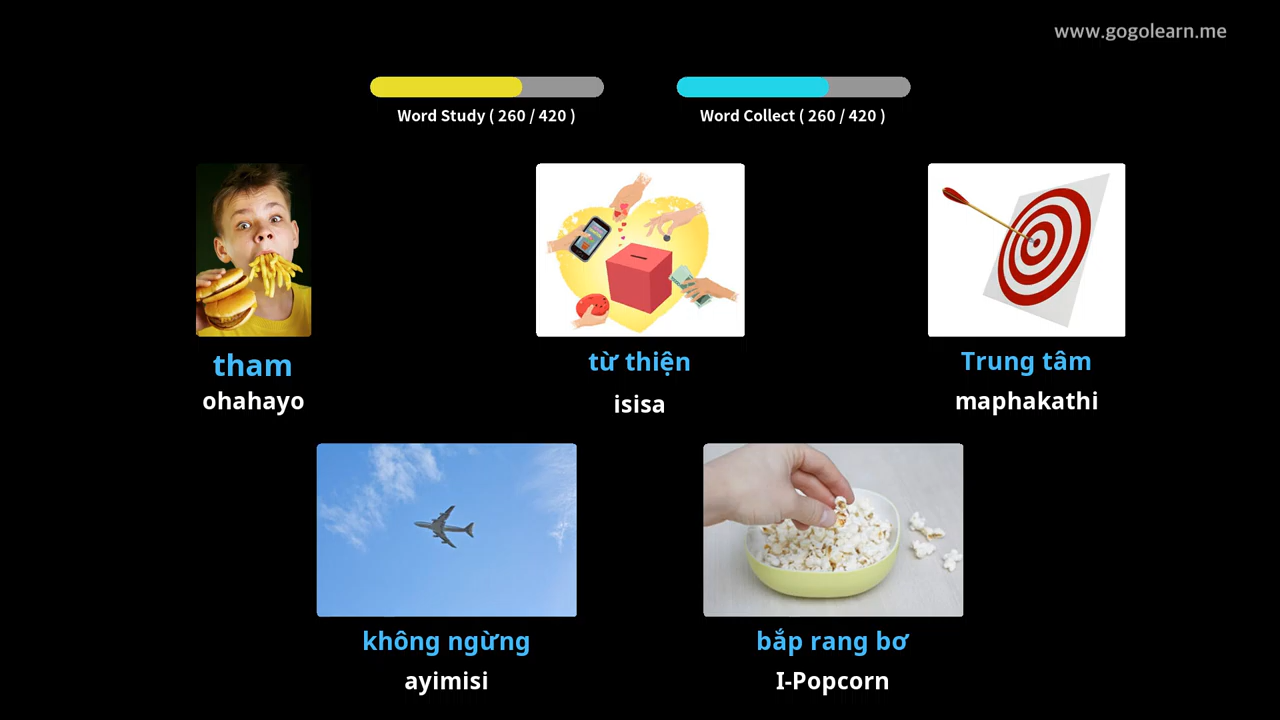 www.gogolearn.me
Word Study ( 260 / 420 )
Word Collect ( 260 / 420 )
tham
ohahayo
từ thiện
isisa
Trung tâm
maphakathi
không ngừng
ayimisi
bắp rang bơ
I-Popcorn